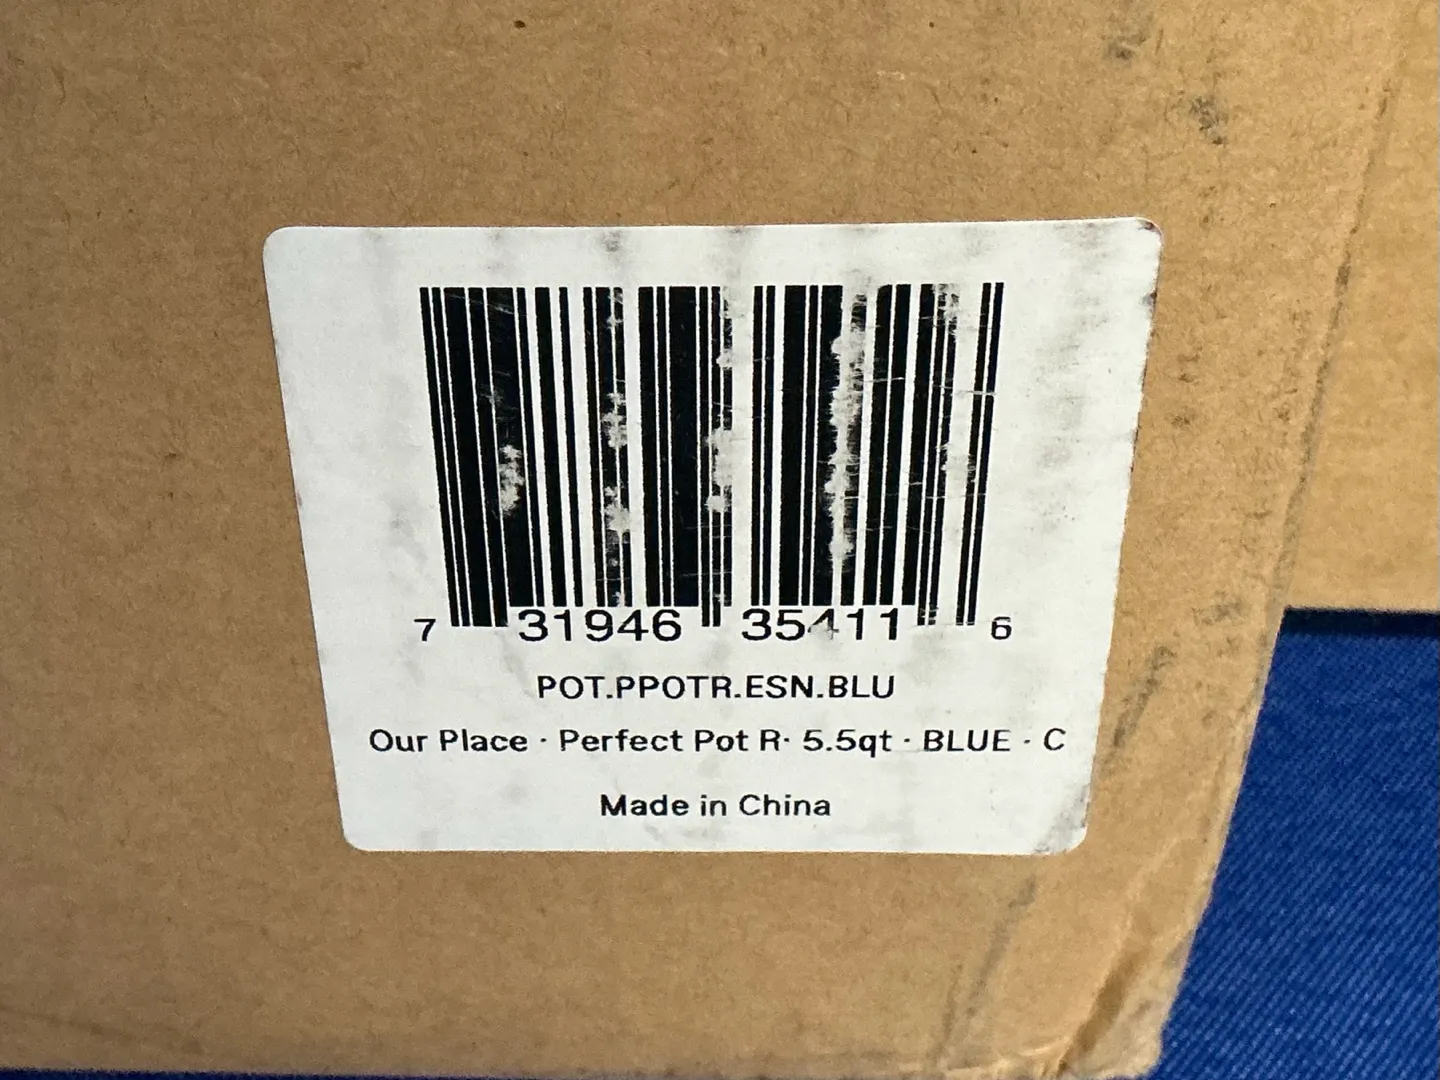 7 31946 35411 6
POT.PPOTR.ESN.BLU
Our Place · Perfect Pot R· 5.5qt · BLUE · C
Made in China